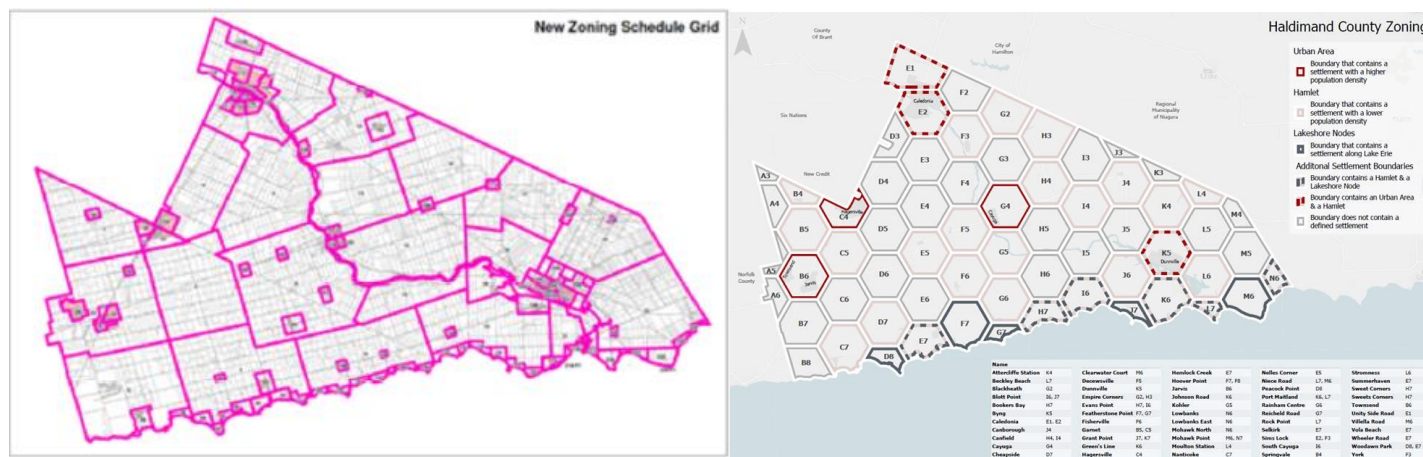 New Zoning Schedule Grid
Haldimand County Zoning
N
County
Of Brant
City of
Hamilton
Six Nations
New Credit
Regional
Municipality
of Niagara
Norfolk
County
Urban Area
Boundary that contains a
settlement with a higher
population density
Hamlet
Boundary that contains a
settlement with a lower
population density
Lakeshore Nodes
Boundary that contains a
settlement along Lake Erie
Additonal Settlement Boundaries
Boundary contains a Hamlet & a
Lakeshore Node
Boundary contains an Urban Area
& a Hamlet
Boundary does not contain a
defined settlement
E1
Caledonia
E2
F2
G2
D3
E3
F3
G3
H3
I3
J3
K3
A3
A4
B4
C4
Hagersville
D4
E4
F4
G4
Cayuga
H4
I4
J4
K4
L4
M4
A5
B5
C5
D5
E5
F5
G5
H5
I5
J5
K5
Dunnville
L5
M5
A6
B6
Townsend
Jarvis
C6
D6
E6
F6
G6
H6
I6
J6
K6
L6
M6
N6
B7
C7
D7
E7
F7
G7
H7
J7
L7
B8
D8
Name
Attercliffe Station K4 Clearwater Court M6 Hemlock Creek E7 Nelles Corner E5 Stromness L6
Beckley Beach L7 Decewsville F5 Hoover Point F7, F8 Niece Road L7, M6 Summerhaven E7
Blackheath G2 Dunnville K5 Jarvis B6 Peacock Point D8 Sweet Corners H7
Blott Point I6, J7 Empire Corners G2, H3 Johnson Road K6 Port Maitland K6, L7 Sweets Corners H7
Bookers Bay H7 Evans Point H7, I6 Kohler G5 Rainham Centre G6 Townsend B6
Byng K5 Featherstone Point F7, G7 Lowbanks N6 Reicheld Road G7 Unity Side Road E1
Caledonia E1, E2 Fisherville F6 Lowbanks East N6 Rock Point L7 Villella Road M6
Canborough J4 Garnet B5, C5 Mohawk North N6 Selkirk E7 Vola Beach E7
Canfield H4, I4 Grant Point J7, K7 Mohawk Point M6, N7 Sims Lock E2, F3 Wheeler Road E7
Cayuga G4 Green's Line K6 Moulton Station L4 South Cayuga I6 Woodawn Park D8, E7
Cheapside D7 Hagersville C4 Nanticoke C7 Springvale B4 York F3